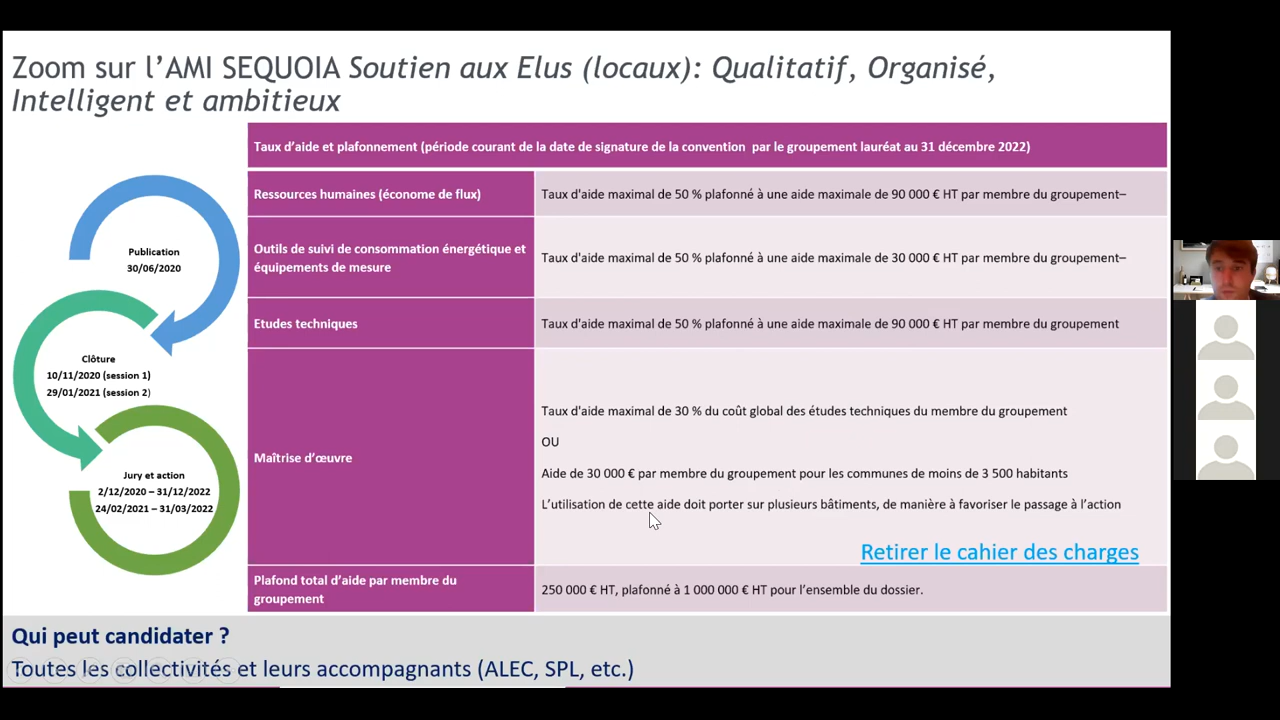 Zoom sur l’AMI SEQUOIA Soutien aux Elus (locaux): Qualitatif, Organisé,
Intelligent et ambitieux
Taux d’aide et plafonnement (période courant de la date de signature de la convention par le groupement lauréat au 31 décembre 2022)
Ressources humaines (économe de flux)
Taux d'aide maximal de 50 % plafonné à une aide maximale de 90 000 € HT par membre du groupement–
Outils de suivi de consommation énergétique et
équipements de mesure
Taux d'aide maximal de 50 % plafonné à une aide maximale de 30 000 € HT par membre du groupement–
Etudes techniques
Taux d'aide maximal de 50 % plafonné à une aide maximale de 90 000 € HT par membre du groupement
Maîtrise d’œuvre
Taux d'aide maximal de 30 % du coût global des études techniques du membre du groupement
OU
Aide de 30 000 € par membre du groupement pour les communes de moins de 3 500 habitants
L’utilisation de cette aide doit porter sur plusieurs bâtiments, de manière à favoriser le passage à l’action
Retirer le cahier des charges
Plafond total d’aide par membre du
groupement
250 000 € HT, plafonné à 1 000 000 € HT pour l’ensemble du dossier.
Publication
30/06/2020
Clôture
10/11/2020 (session 1)
29/01/2021 (session 2)
Jury et action
2/12/2020 – 31/12/2022
24/02/2021 – 31/03/2022
Qui peut candidater ?
Toutes les collectivités et leurs accompagnants (ALEC, SPL, etc.)